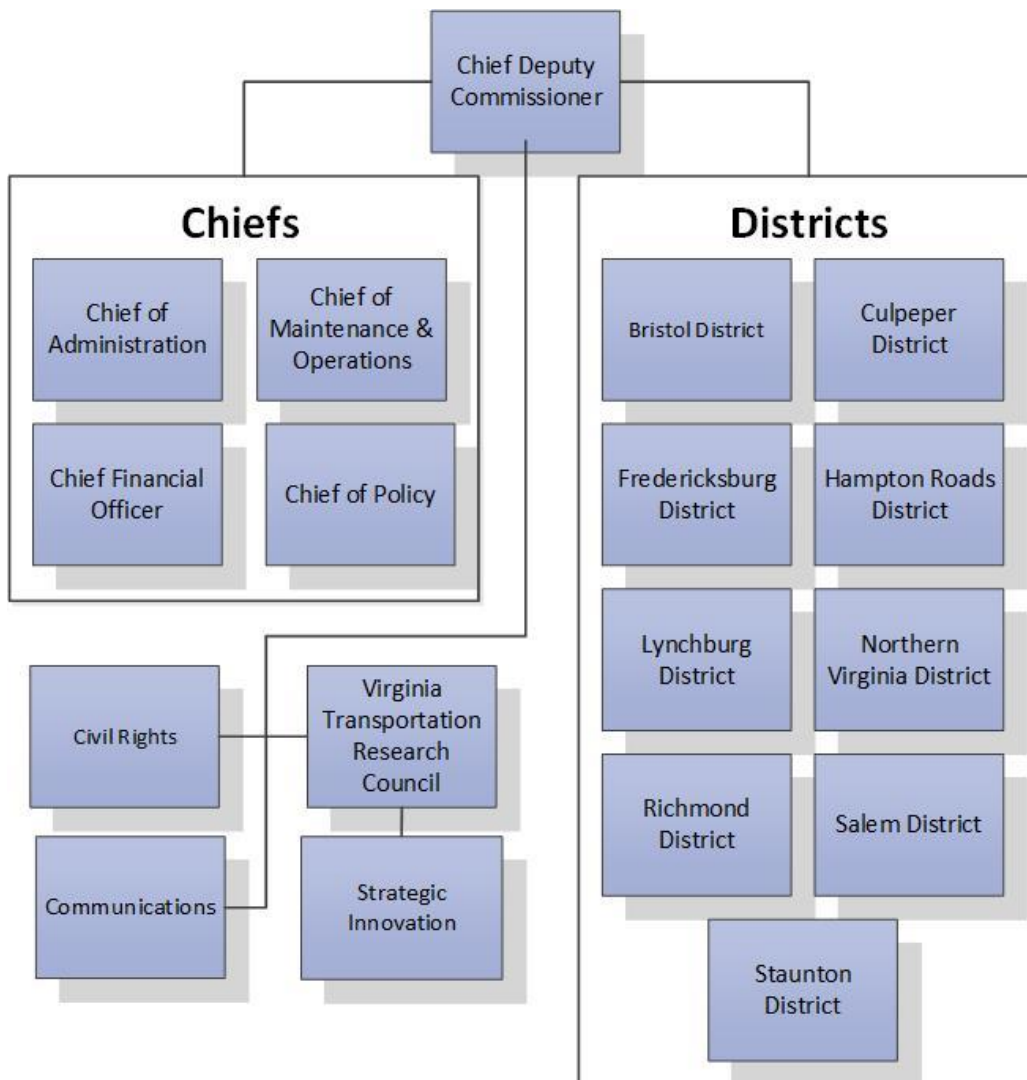 Chief Deputy
Commissioner
Chiefs
Chief of
Administration
Chief of
Maintenance &
Operations
Chief Financial
Officer
Chief of Policy
Civil Rights
Virginia
Transportation
Research
Council
Communications
Strategic
Innovation
Districts
Bristol District
Culpeper
District
Fredericksburg
District
Hampton Roads
District
Lynchburg
District
Northern
Virginia District
Richmond
District
Salem District
Staunton
District